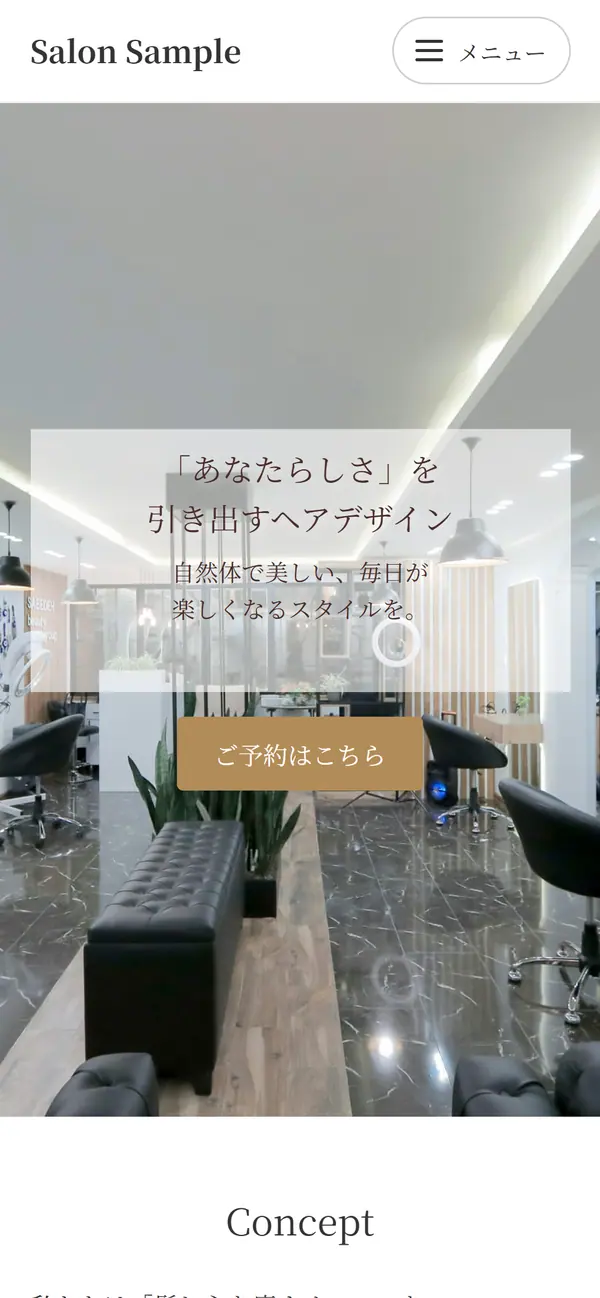 Salon Sample
メニュー
「あなたらしさ」を
引き出すヘアデザイン
自然体で美しい、毎日が
楽しくなるスタイルを。
ご予約はこちら
Concept